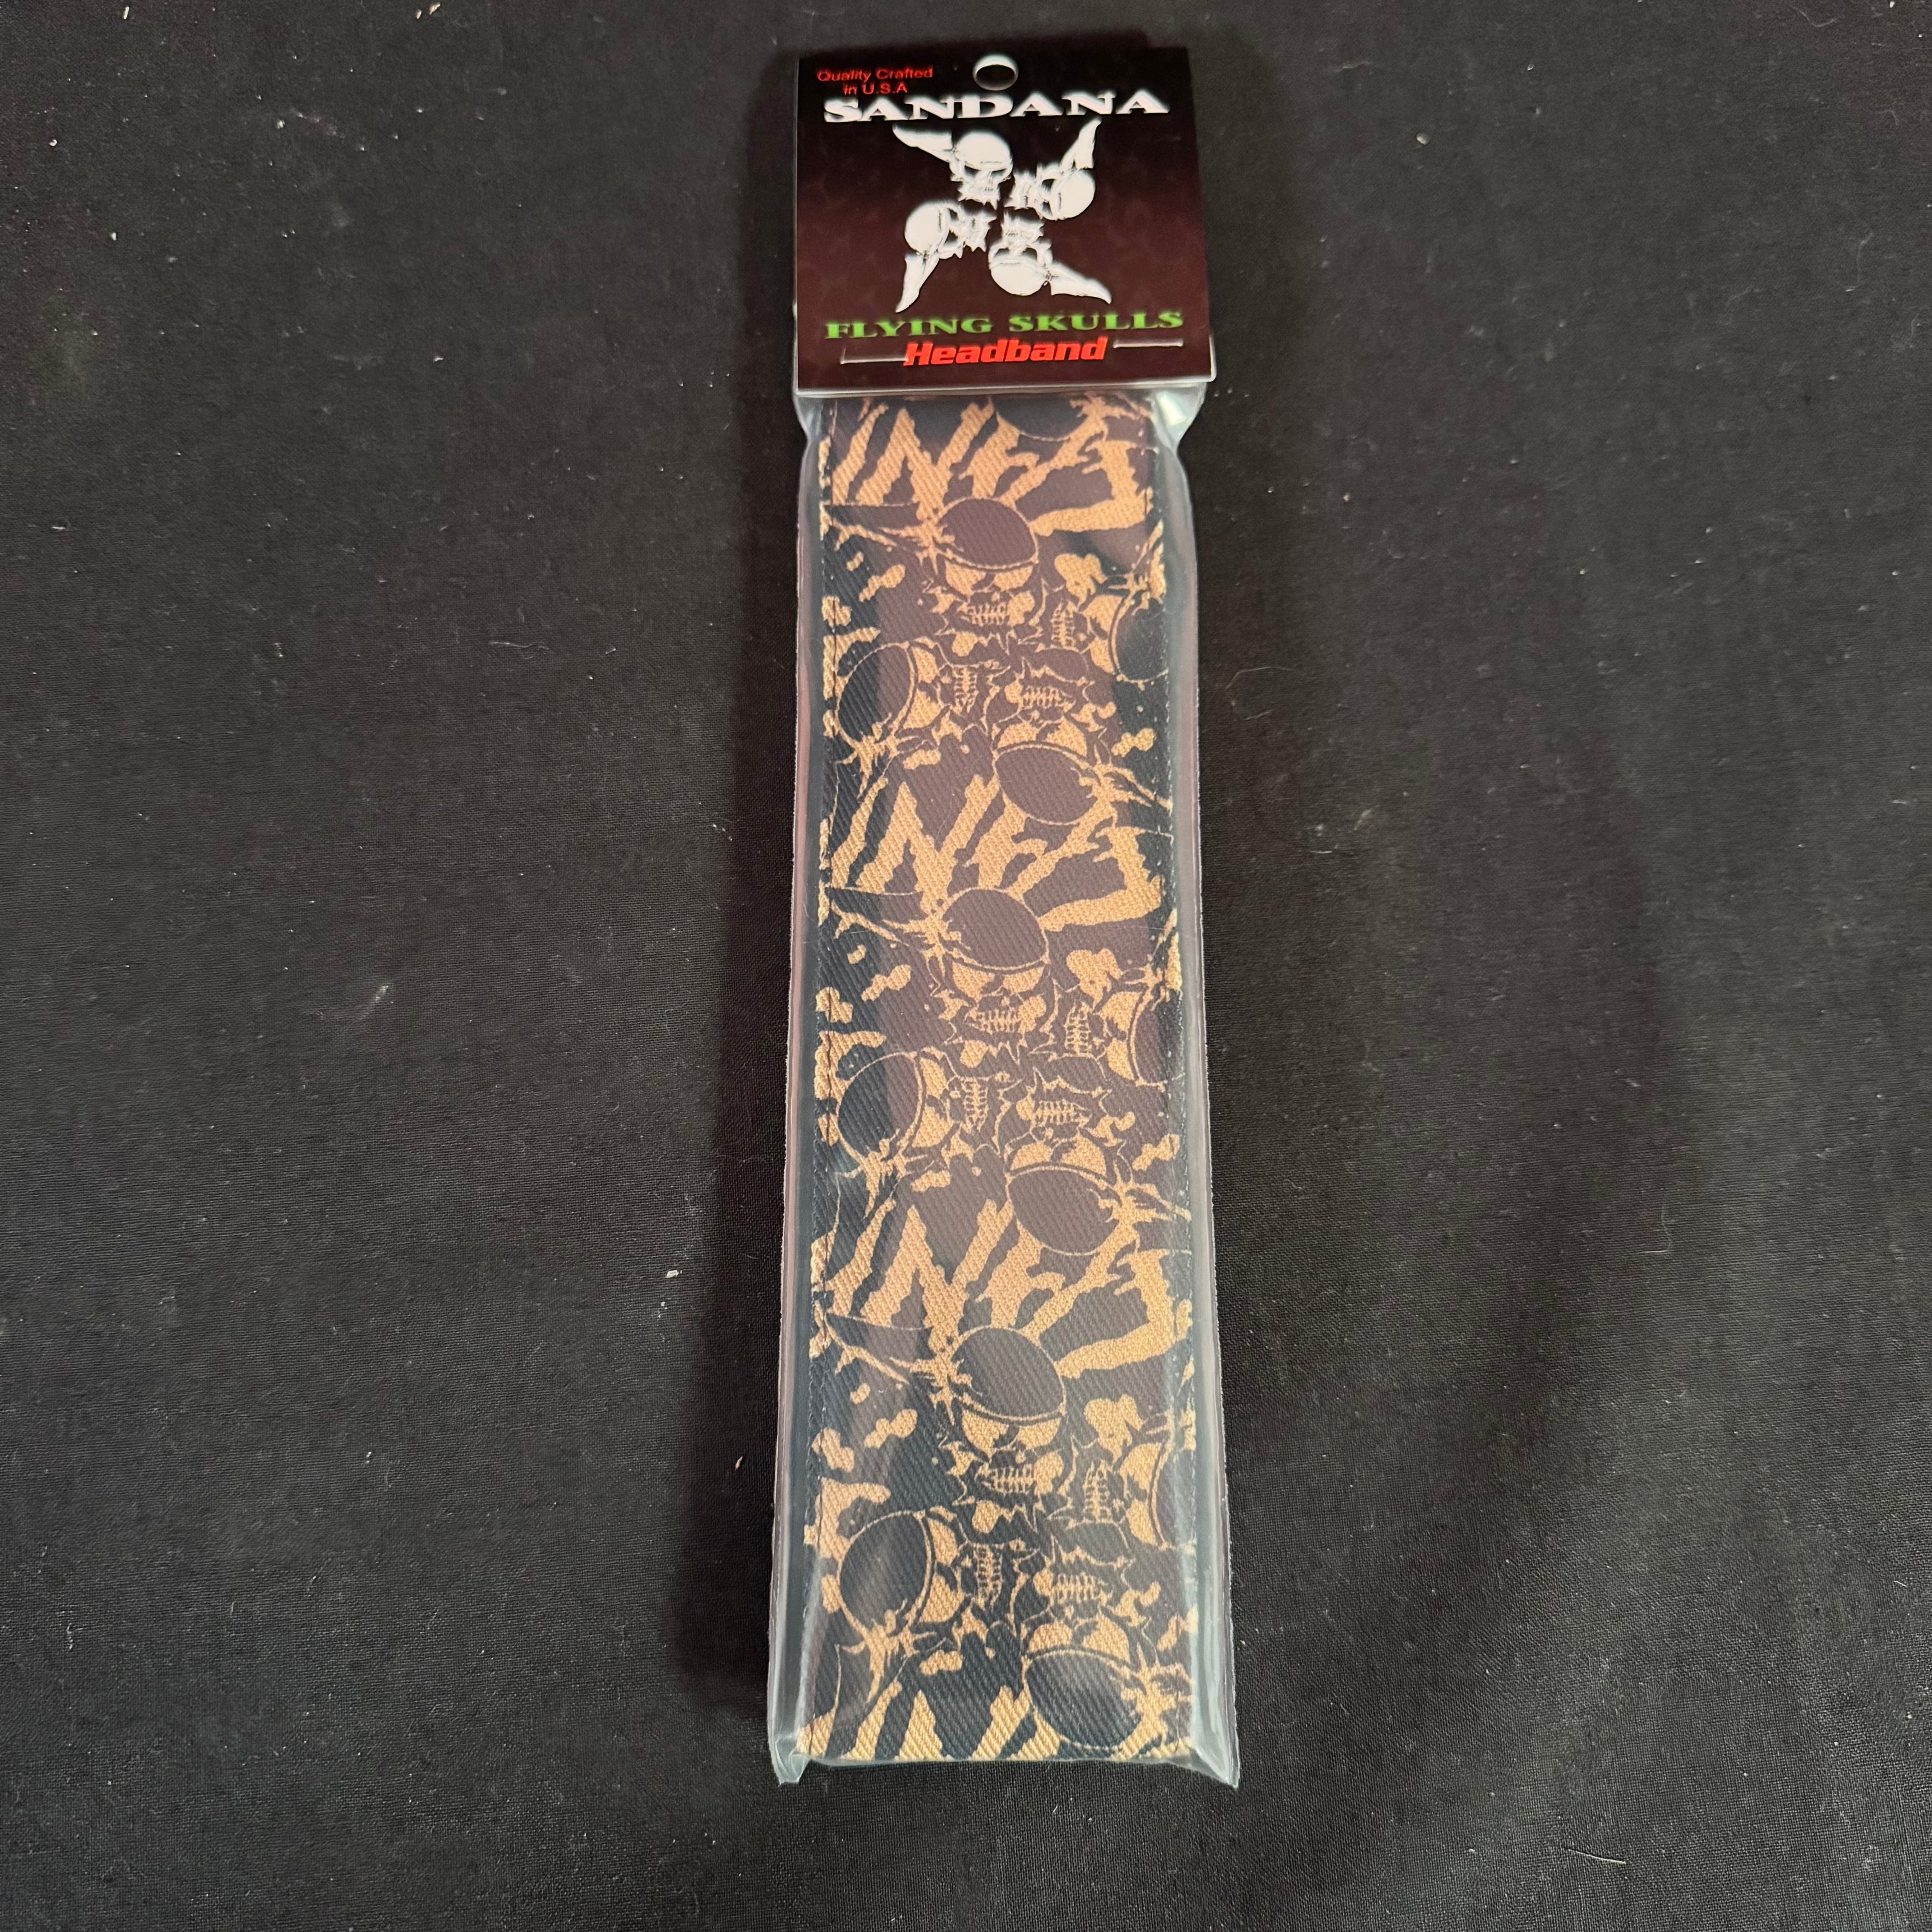 Quality Crafted
in U.S.A
SANDANA
FLYING SKULLS
Headband